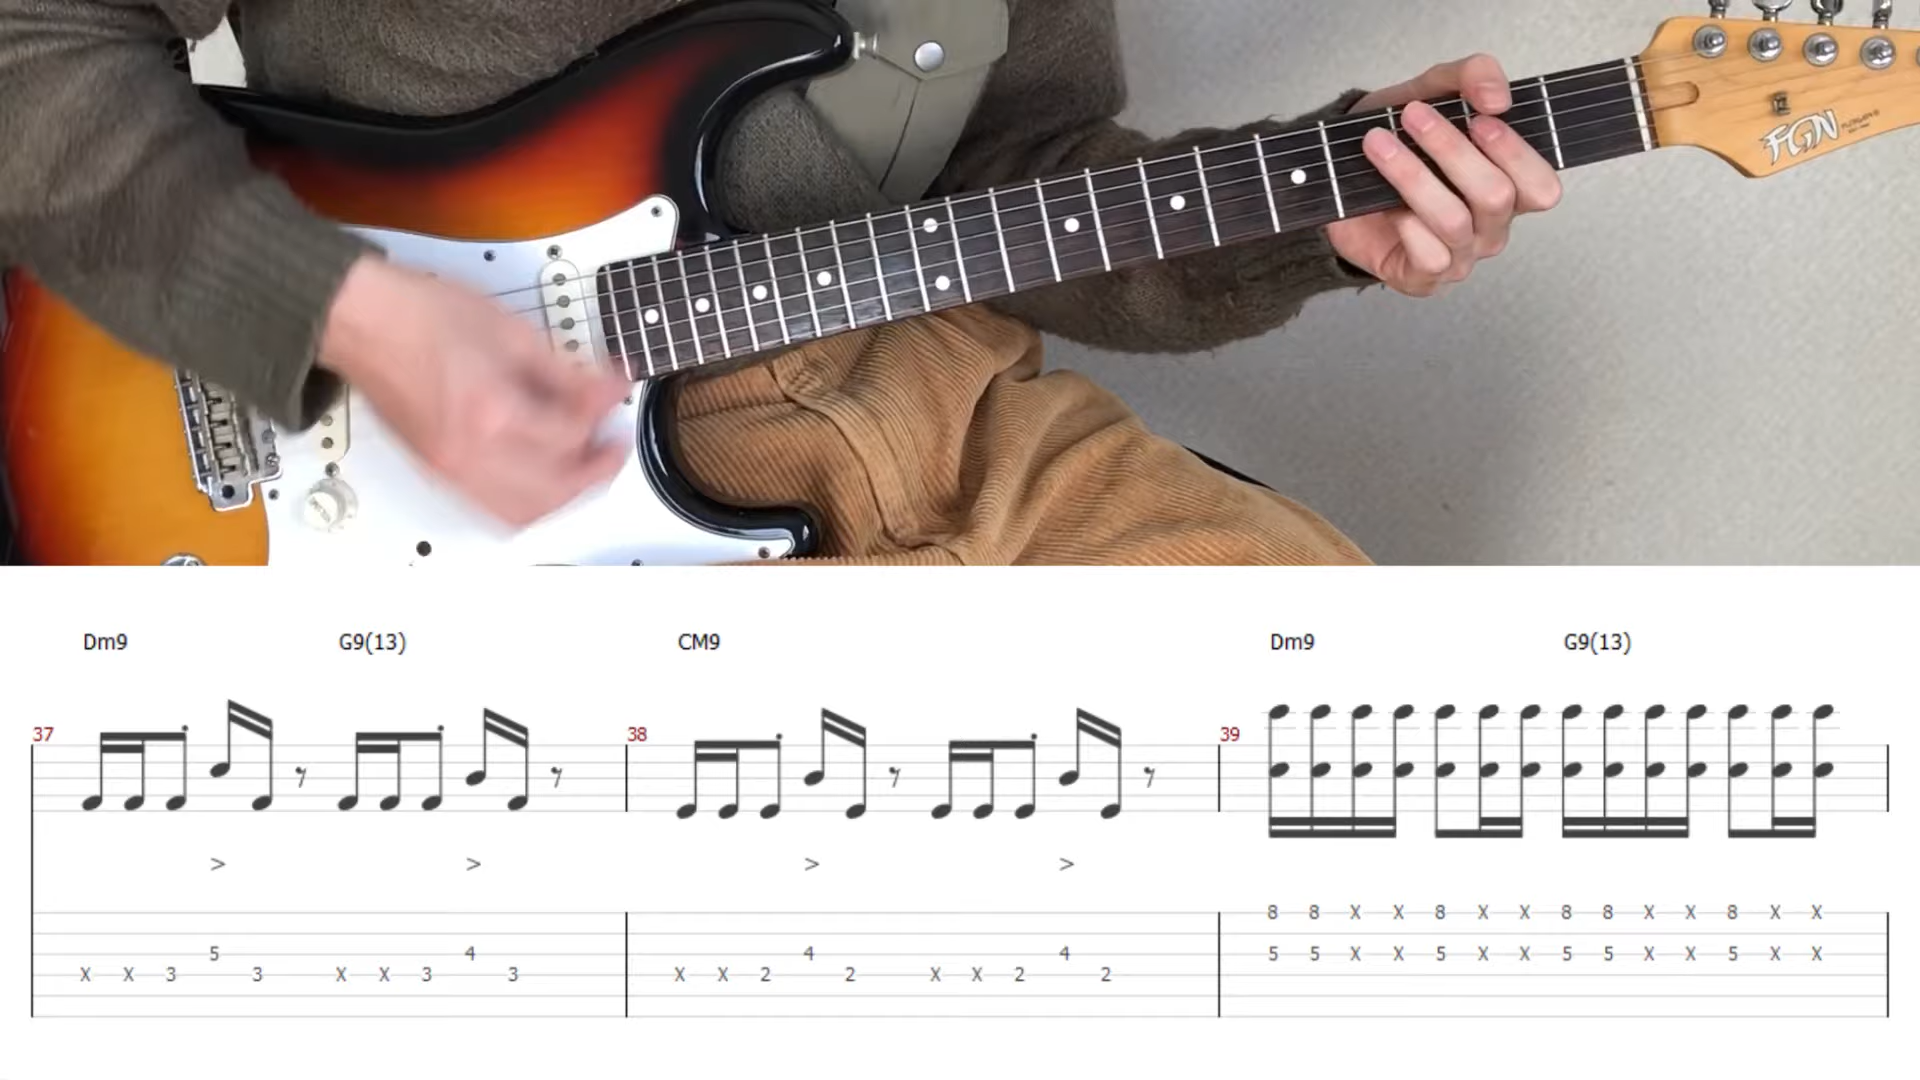 FGN
Dm9 G9(13) CM9 Dm9 G9(13)
37 38 39
> > > >
8 8 X X 8 X X 8 8 X X 8 X X
5 4 4 4 5 5 X X 5 X X 5 5 X X 5 X X
X X 3 3 X X 3 3 X X 2 2 X X 2 2